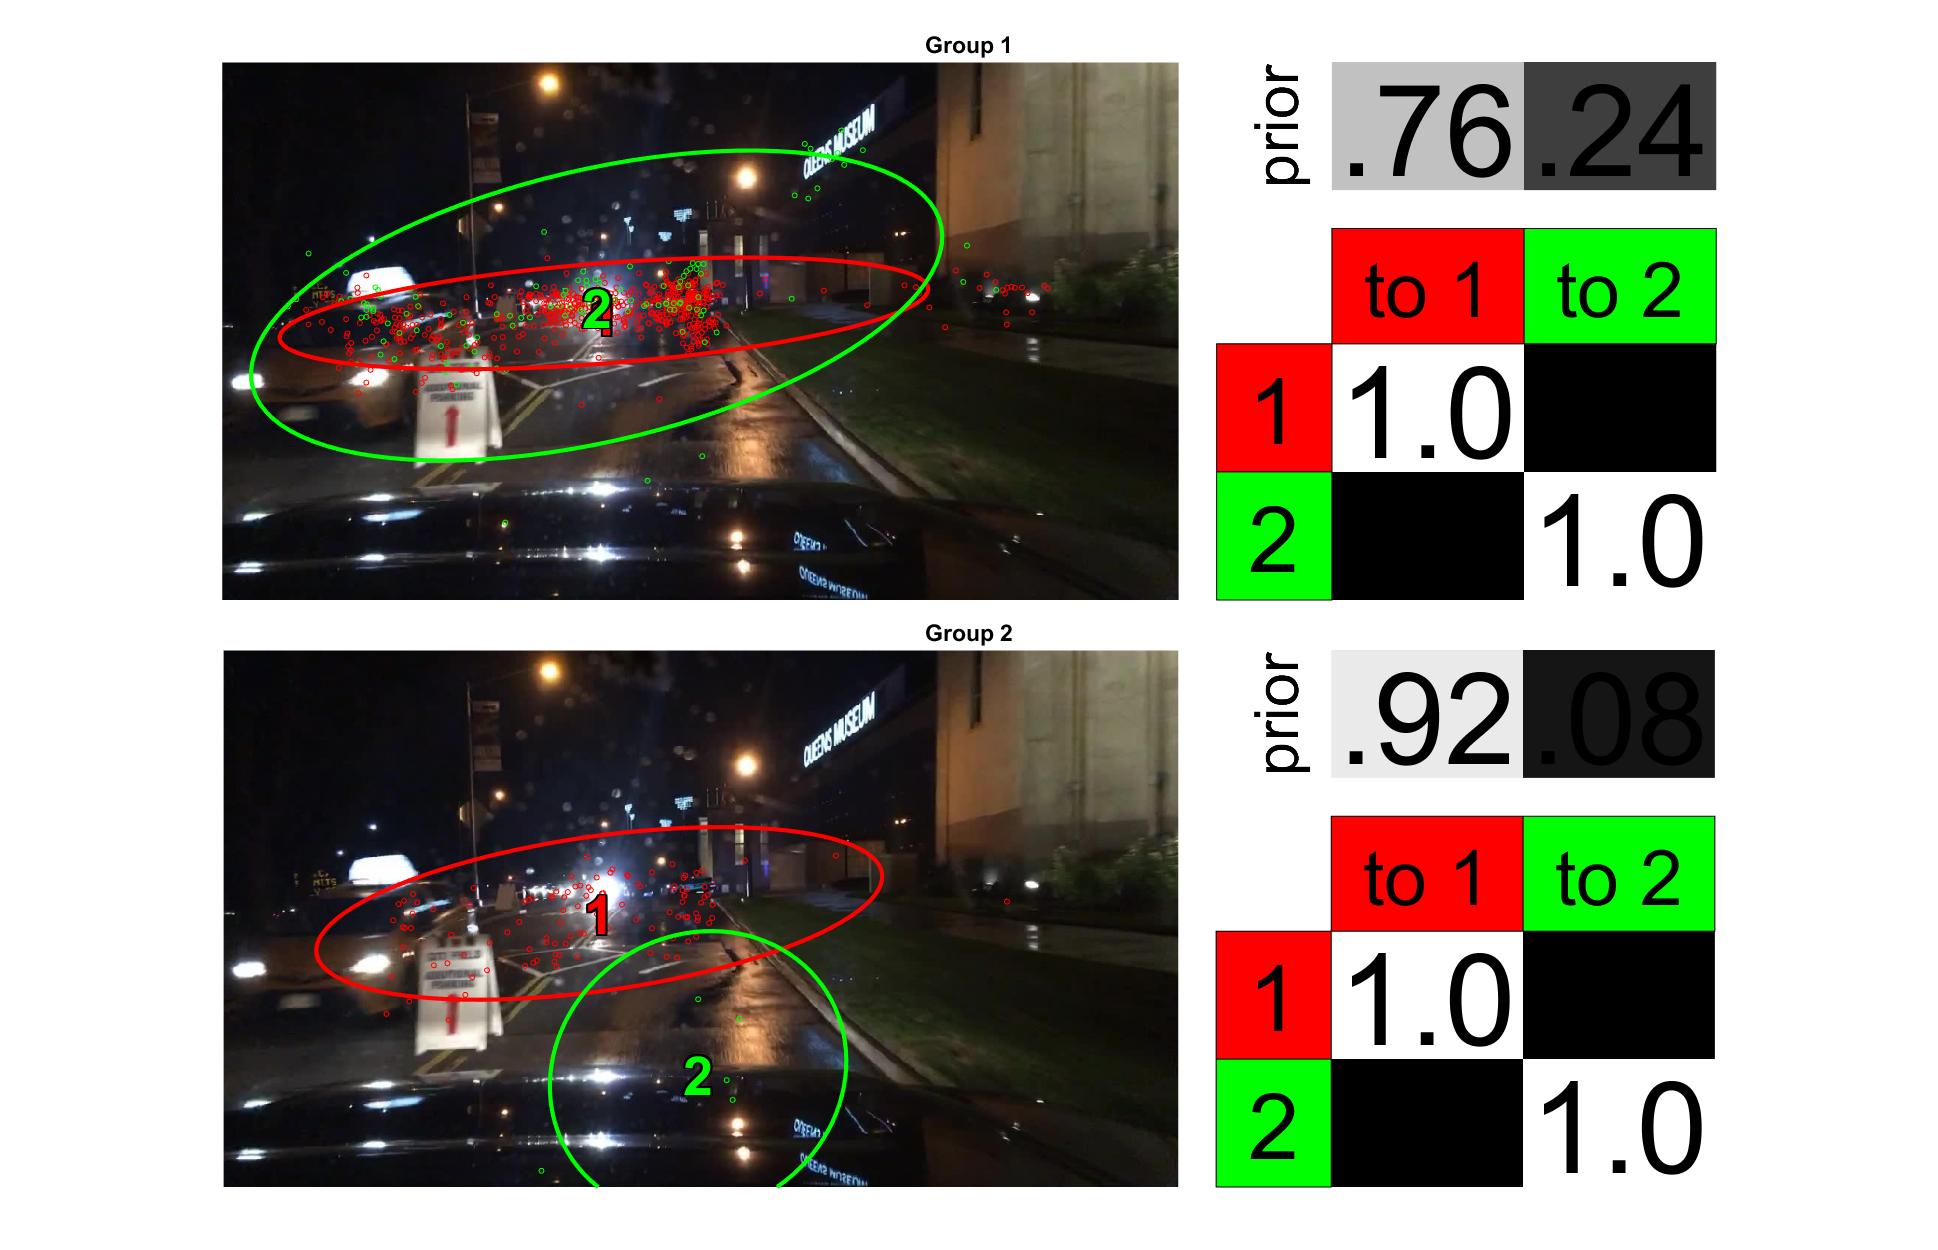 Group 1
QUEENS MUSEUM
2
prior .76 .24
to 1 to 2
1 1.0
2 1.0
Group 2
QUEENS MUSEUM
1
2
prior .92 .08
to 1 to 2
1 1.0
2 1.0